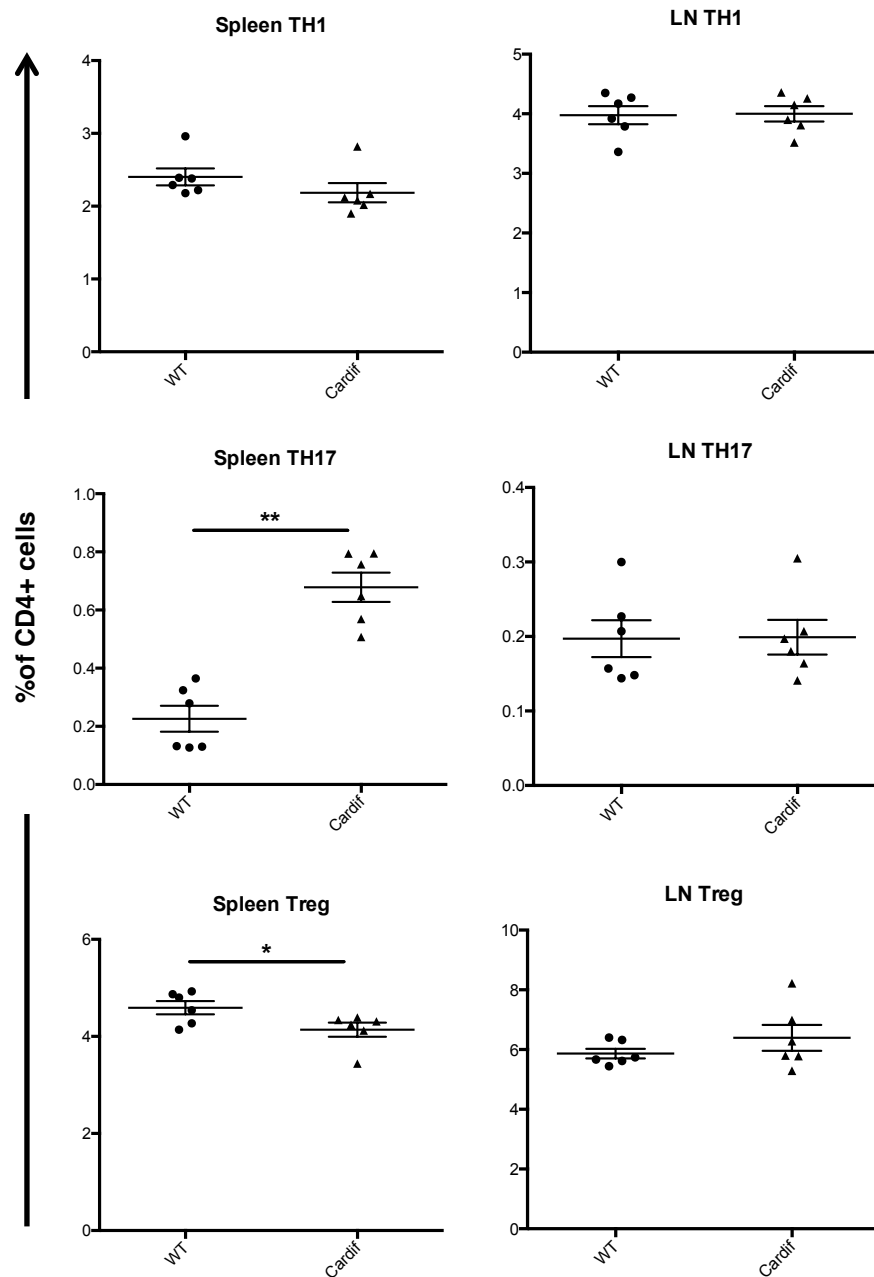 Spleen TH1
4
3
2
1
0
WT
Cardif
LN TH1
5
4
3
2
1
0
WT
Cardif
%of CD4+ cells
Spleen TH17
1.0
0.8
0.6
0.4
0.2
0.0
**
WT
Cardif
LN TH17
0.4
0.3
0.2
0.1
0.0
WT
Cardif
Spleen Treg
6
4
2
0
*
WT
Cardif
LN Treg
10
8
6
4
2
0
WT
Cardif